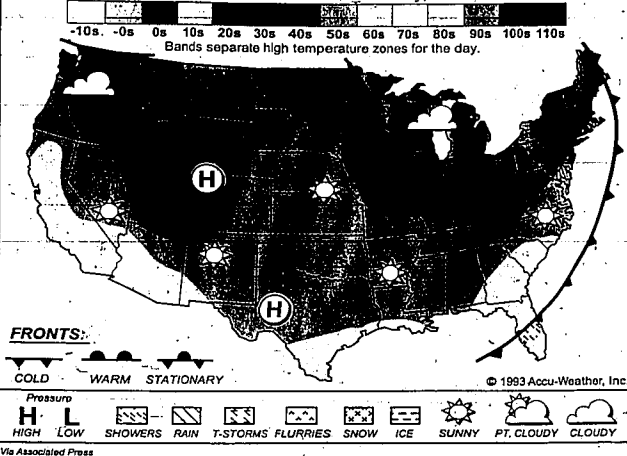 -10s -0s 0s 10s 20s 30s 40s 50s 60s 70s 80s 90s 100s 110s
Bands separate high temperature zones for the day.
H
H
FRONTS:
COLD WARM STATIONARY
© 1993 Accu-Weather, Inc.
Pressure
H L
HIGH LOW SHOWERS RAIN T-STORMS FLURRIES SNOW ICE SUNNY PT. CLOUDY CLOUDY
Via Associated Press